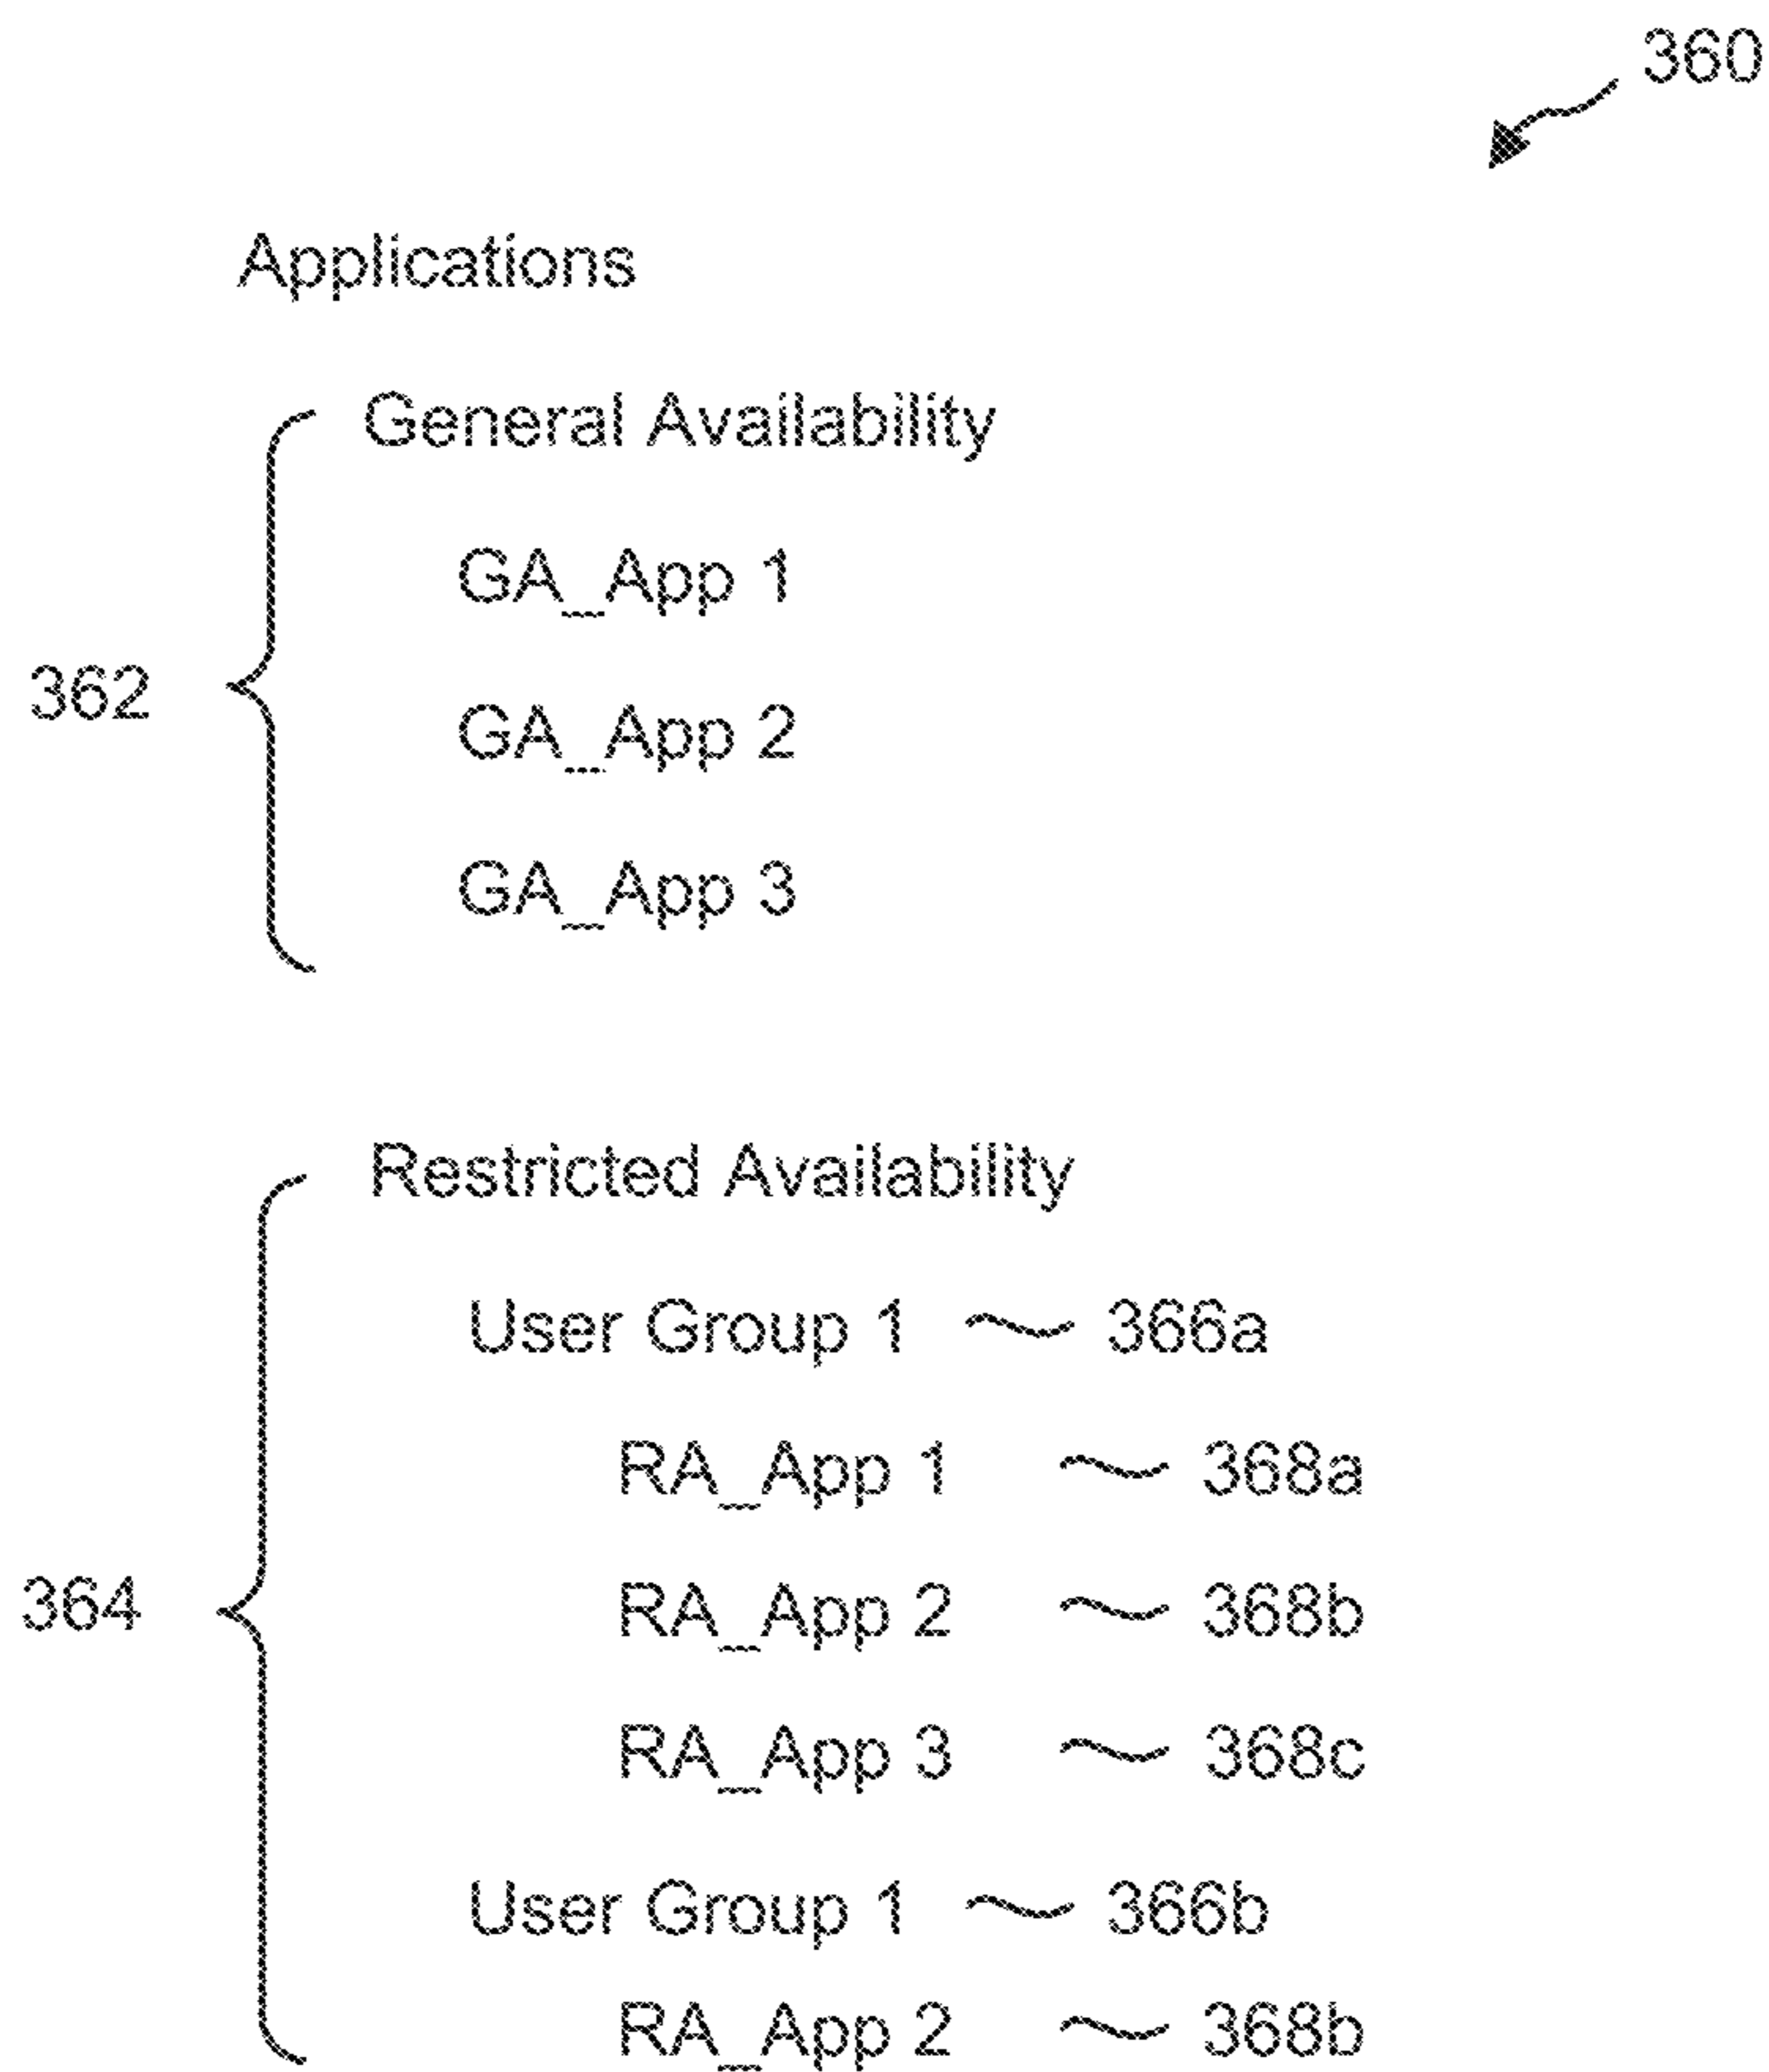 360
Applications
General Availability
GA_App 1
362
GA_App 2
GA_App 3
Restricted Availability
User Group 1 366a
RA_App 1 368a
364
RA_App 2 368b
RA_App 3 368c
User Group 1 366b
RA_App 2 368b